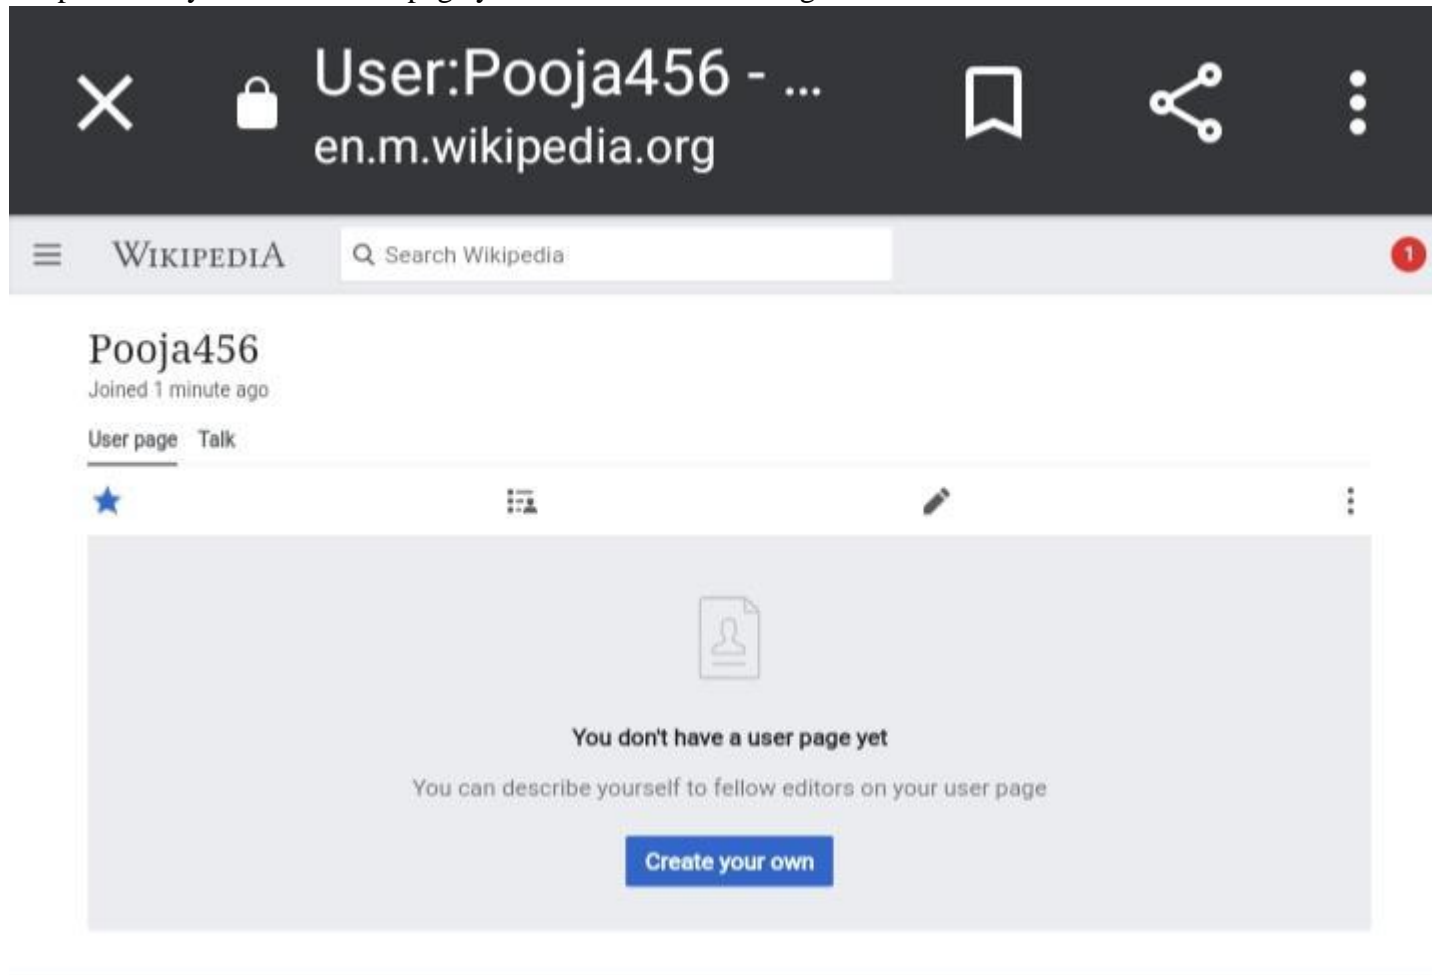 User:Pooja456 - ...
en.m.wikipedia.org
WIKIPEDIA
Search Wikipedia
1
Pooja456
Joined 1 minute ago
User page Talk
You don't have a user page yet
You can describe yourself to fellow editors on your user page
Create your own